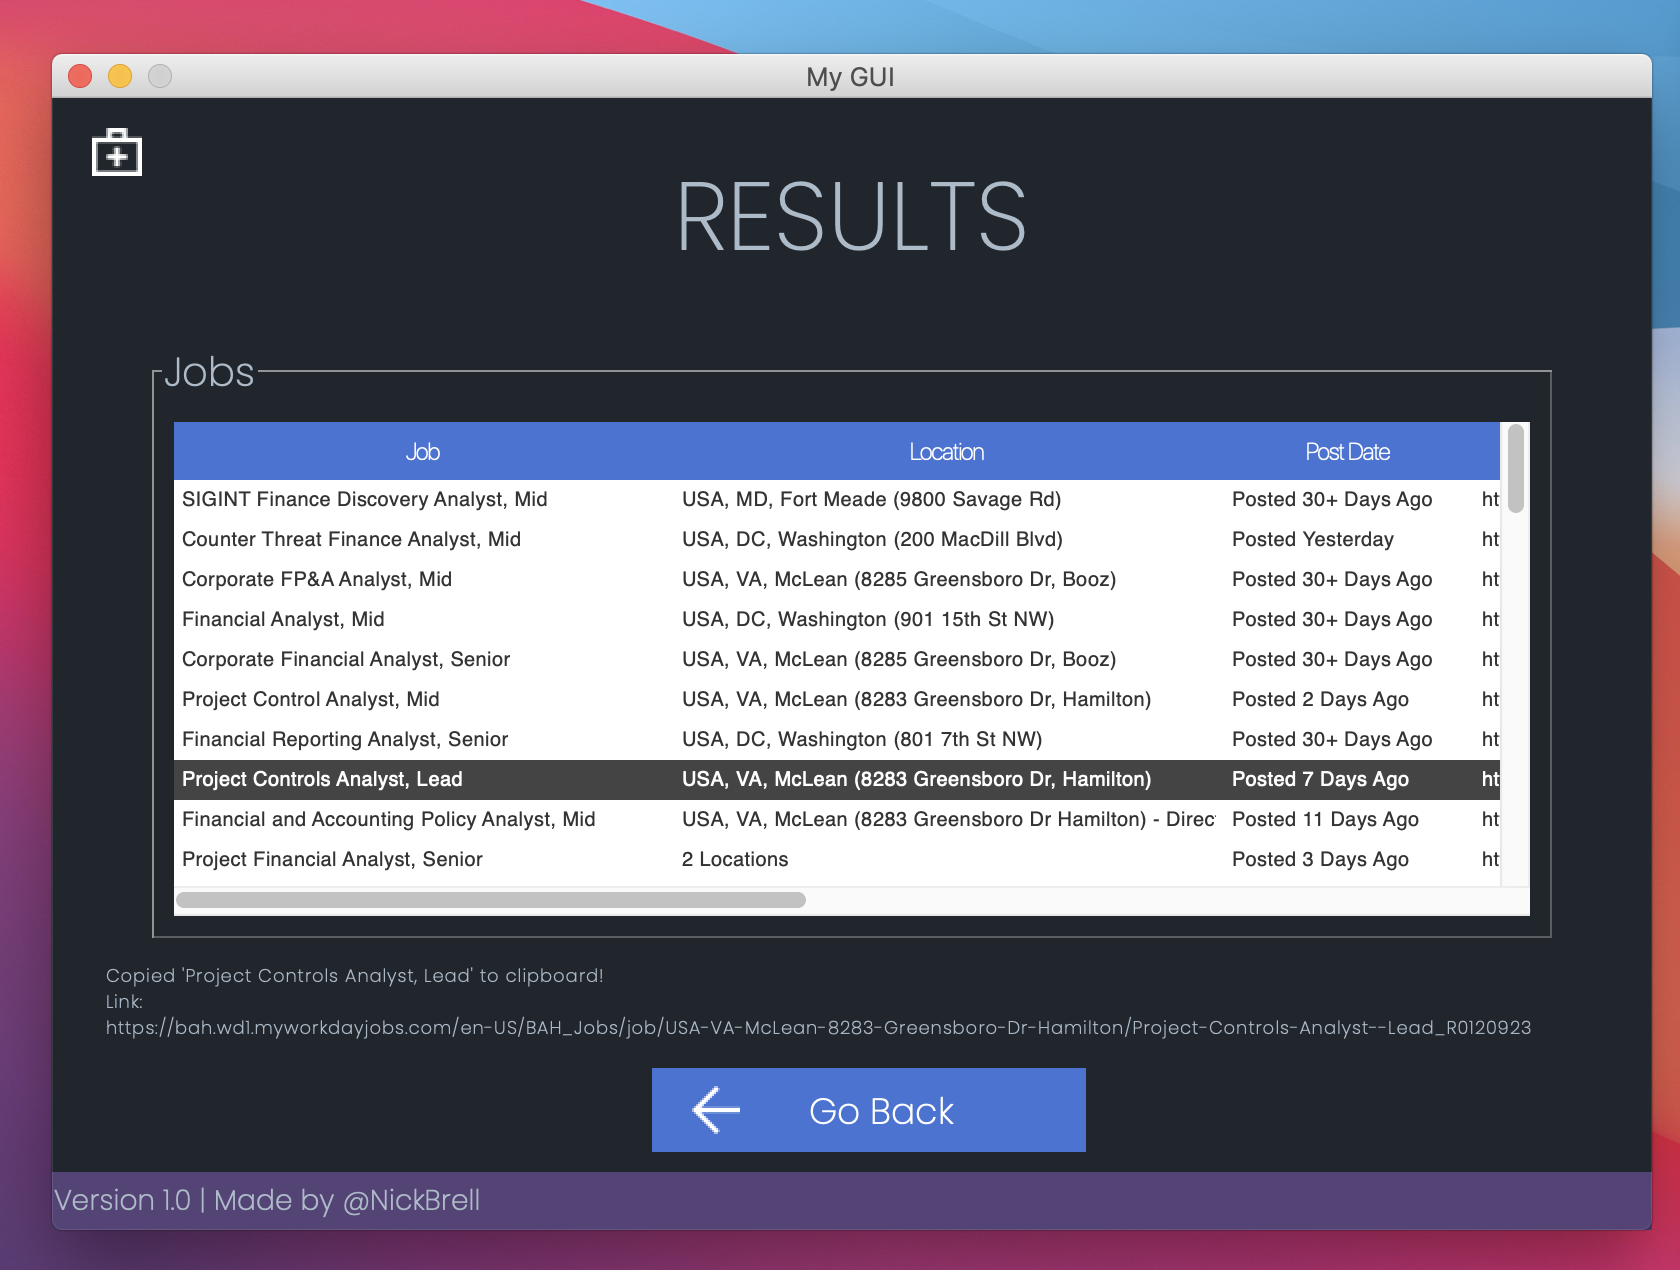 My GUI
RESULTS
Jobs
Job Location Post Date
SIGINT Finance Discovery Analyst, Mid USA, MD, Fort Meade (9800 Savage Rd) Posted 30+ Days Ago ht
Counter Threat Finance Analyst, Mid USA, DC, Washington (200 MacDill Blvd) Posted Yesterday ht
Corporate FP&A Analyst, Mid USA, VA, McLean (8285 Greensboro Dr, Booz) Posted 30+ Days Ago ht
Financial Analyst, Mid USA, DC, Washington (901 15th St NW) Posted 30+ Days Ago ht
Corporate Financial Analyst, Senior USA, VA, McLean (8285 Greensboro Dr, Booz) Posted 30+ Days Ago ht
Project Control Analyst, Mid USA, VA, McLean (8283 Greensboro Dr, Hamilton) Posted 2 Days Ago ht
Financial Reporting Analyst, Senior USA, DC, Washington (801 7th St NW) Posted 30+ Days Ago ht
Project Controls Analyst, Lead USA, VA, McLean (8283 Greensboro Dr, Hamilton) Posted 7 Days Ago ht
Financial and Accounting Policy Analyst, Mid USA, VA, McLean (8283 Greensboro Dr Hamilton) - Direc Posted 11 Days Ago ht
Project Financial Analyst, Senior 2 Locations Posted 3 Days Ago ht
Copied 'Project Controls Analyst, Lead' to clipboard!
Link:
https://bah.wd1.myworkdayjobs.com/en-US/BAH_Jobs/job/USA-VA-McLean-8283-Greensboro-Dr-Hamilton/Project-Controls-Analyst--Lead_R0120923
Go Back
Version 1.0 | Made by @NickBrell